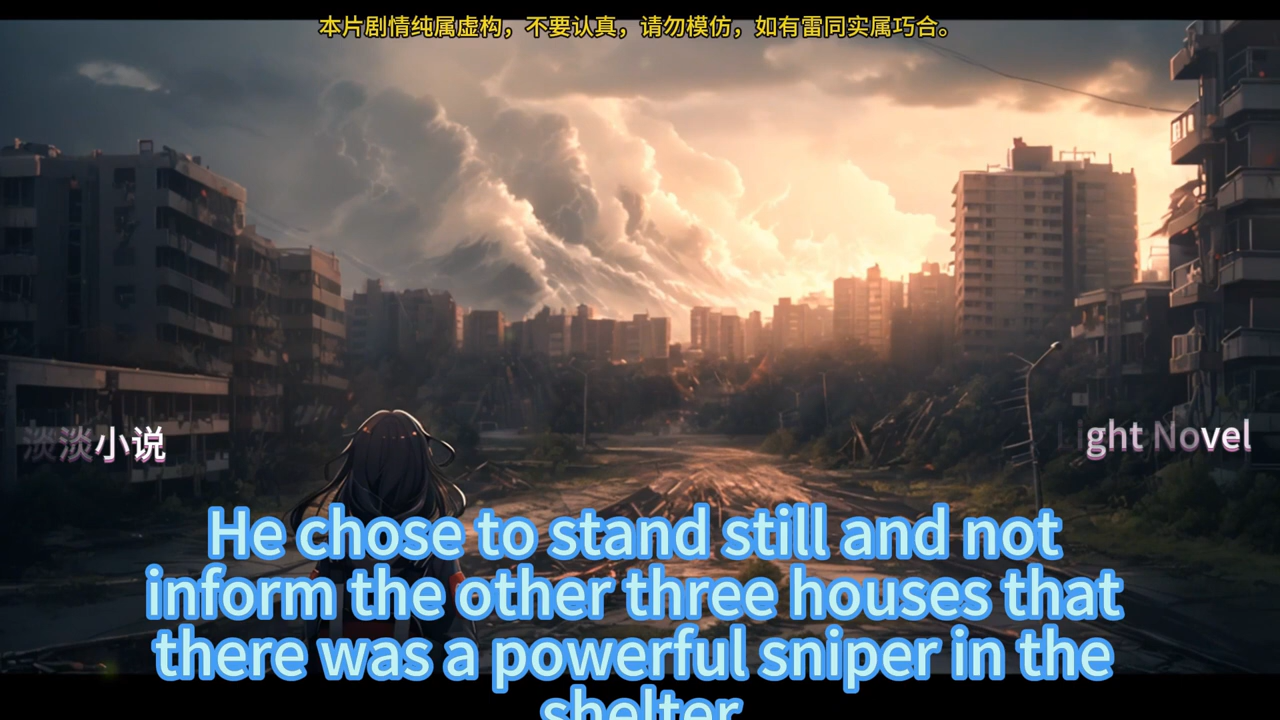 本片剧情纯属虚构，不要认真，请勿模仿，如有雷同实属巧合。
淡淡小说
ght Novel
He chose to stand still and not
inform the other three houses that
there was a powerful sniper in the
shelter